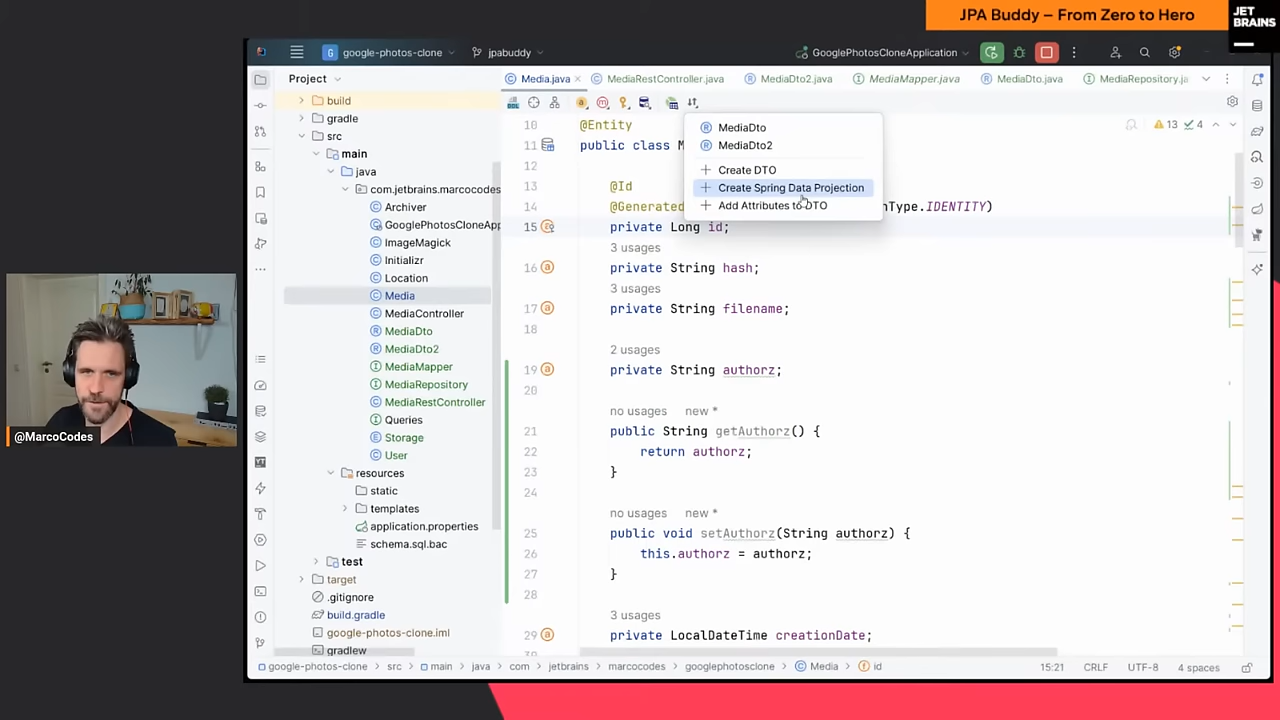 JPA Buddy – From Zero to Hero
JET
BRAINS
G google-photos-clone
jpabuddy
GooglePhotosCloneApplication
Project
Media.java
MediaRestController.java
MediaDto2.java
MediaMapper.java
MediaDto.java
MediaRepository.ja
build
gradle
src
main
java
com.jetbrains.marcocodes
Archiver
GooglePhotosCloneApp
ImageMagick
Initializr
Location
Media
MediaController
MediaDto
MediaDto2
MediaMapper
MediaRepository
MediaRestController
Queries
Storage
User
resources
static
templates
application.properties
schema.sql.bac
test
target
.gitignore
build.gradle
google-photos-clone.iml
gradlew
MediaDto
MediaDto2
Create DTO
Create Spring Data Projection
Add Attributes to DTO
13 4
10 @Entity
11 public class M
12
13 @Id
14 @Generated nType.IDENTITY)
15 private Long id;
3 usages
16 private String hash;
3 usages
17 private String filename;
18
2 usages
19 private String authorz;
20
no usages new *
21 public String getAuthorz() {
22 return authorz;
23 }
24
no usages new *
25 public void setAuthorz(String authorz) {
26 this.authorz = authorz;
27 }
28
3 usages
29 private LocalDateTime creationDate;
@MarcoCodes
google-photos-clone > src > main > java > com > jetbrains > marcocodes > googlephotosclone > Media > id
15:21 CRLF UTF-8 4 spaces